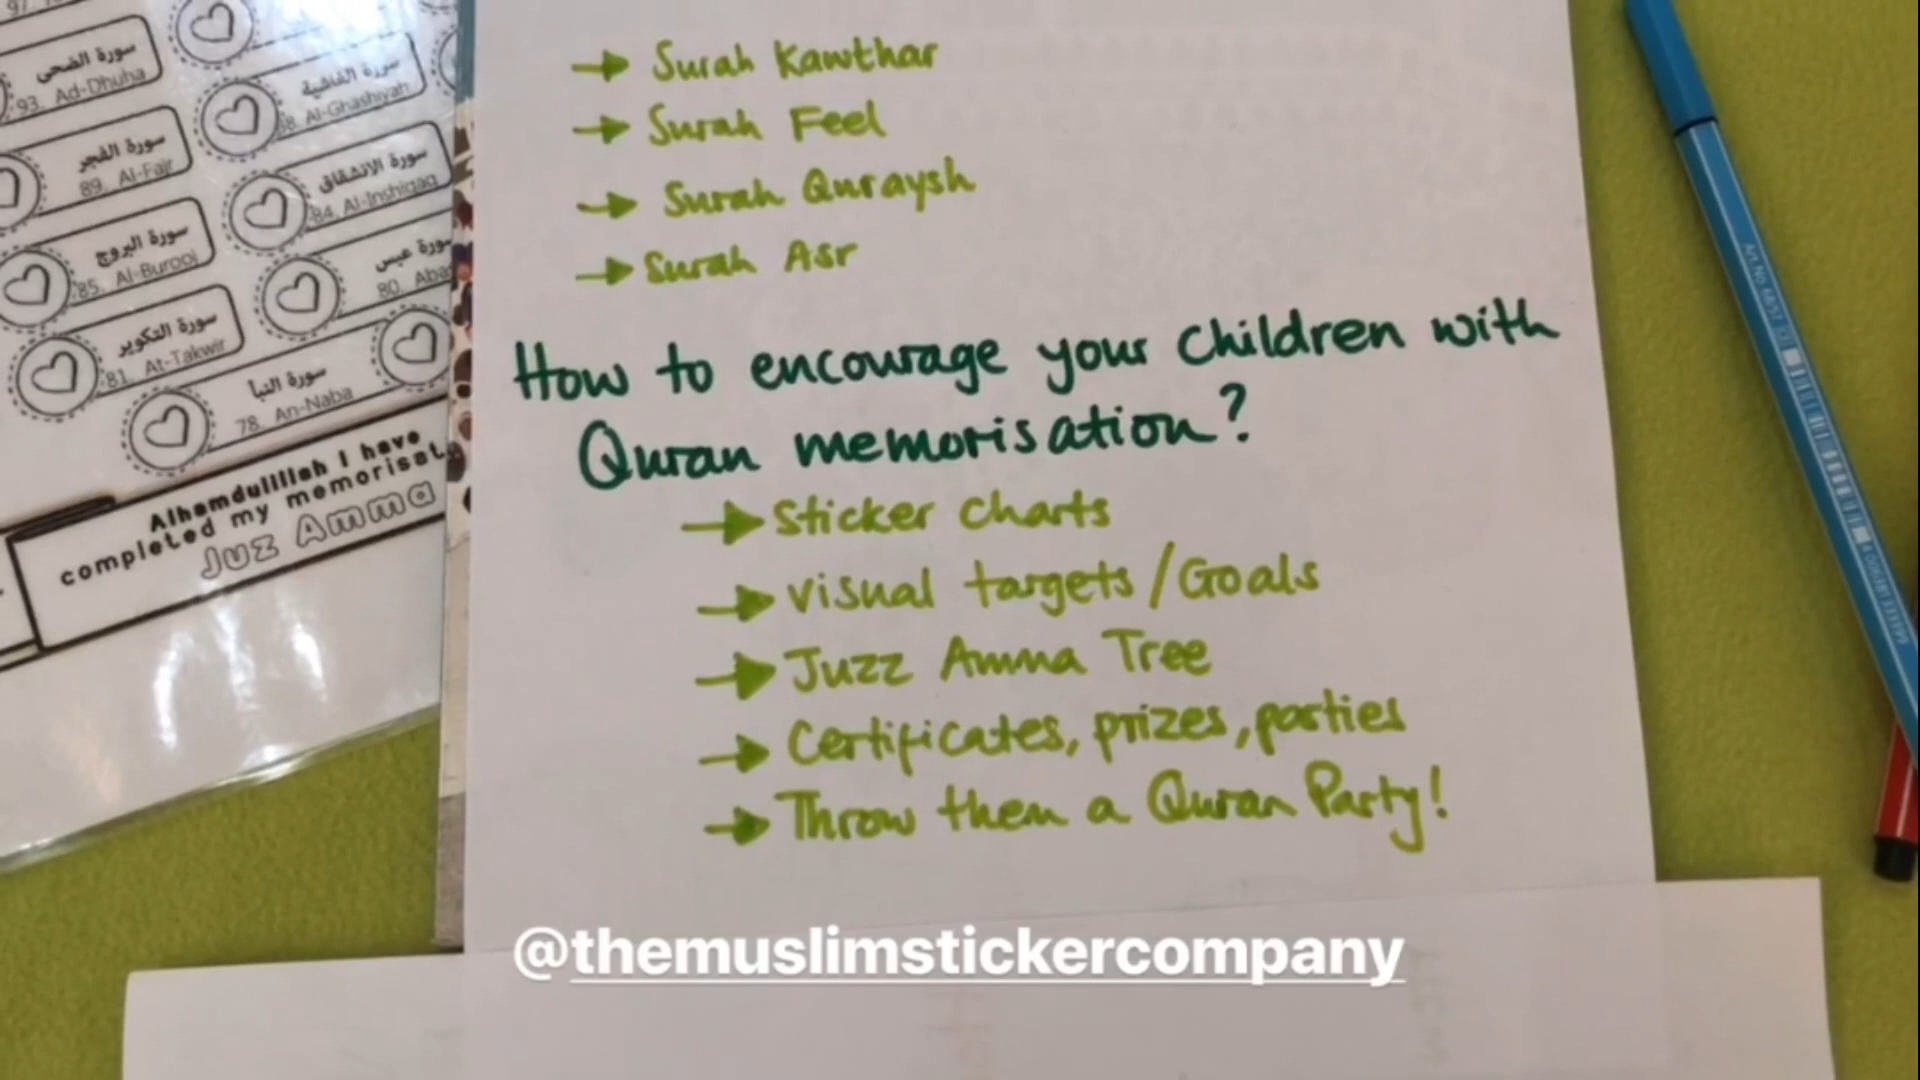 سورة الضحى
93. Ad-Dhuha
سورة الغاشية
88. Al-Ghashiyah
سورة الفجر
89. Al-Fajr
سورة الانشقاق
84. Al-Inshiqaq
سورة البروج
85. Al-Burooj
سورة عبس
80. Aba
سورة التكوير
81. At-Takwir
سورة النبأ
78. An-Naba
Alhamdulillah I have
completed my memorisat
Juz Amma
→ Surah Kawthar
→ Surah Feel
→ Surah Quraysh
→ Surah Asr
How to encourage your children with
Quran memorisation?
→ Sticker charts
→ Visual targets / Goals
→ Juzz Amma Tree
→ Certificates, prizes, parties
→ Throw them a Quran Party!
@themuslimstickercompany